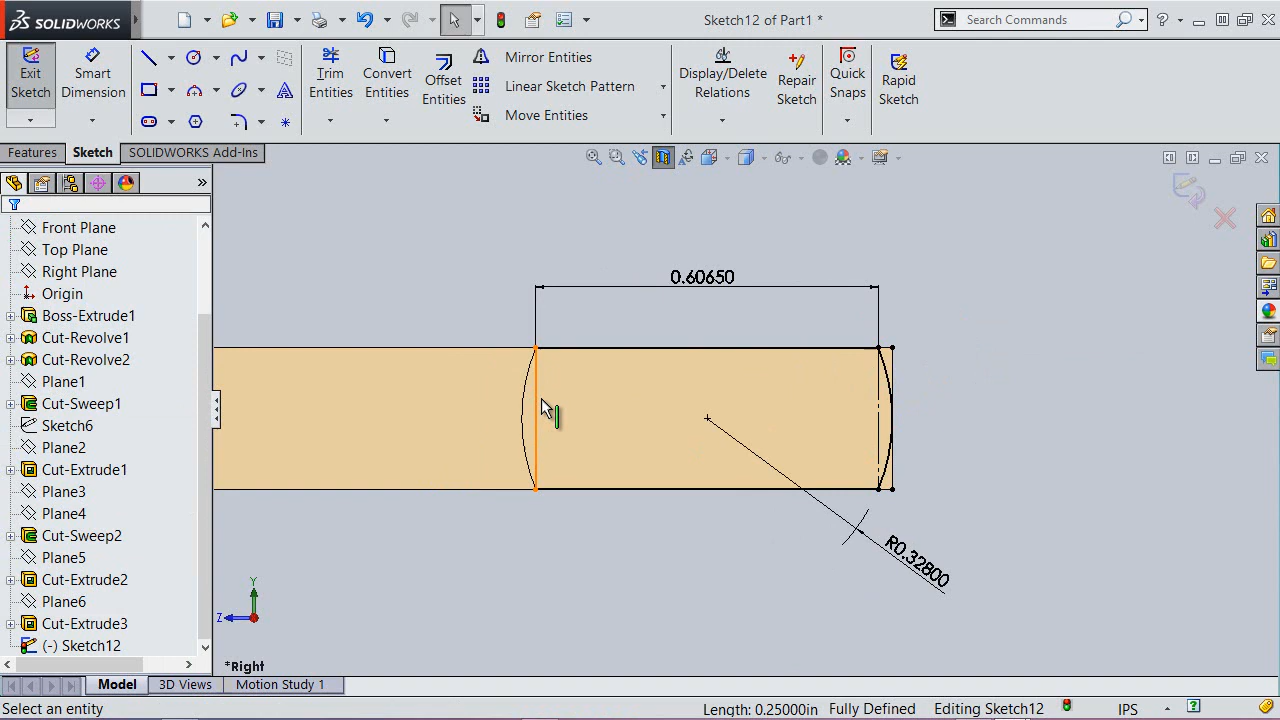 SOLIDWORKS
Sketch12 of Part1 *
Search Commands
Exit Sketch
Smart Dimension
Trim Entities
Convert Entities
Offset Entities
Mirror Entities
Linear Sketch Pattern
Move Entities
Display/Delete Relations
Repair Sketch
Quick Snaps
Rapid Sketch
Features
Sketch
SOLIDWORKS Add-Ins
Front Plane
Top Plane
Right Plane
Origin
Boss-Extrude1
Cut-Revolve1
Cut-Revolve2
Plane1
Cut-Sweep1
Sketch6
Plane2
Cut-Extrude1
Plane3
Plane4
Cut-Sweep2
Plane5
Cut-Extrude2
Plane6
Cut-Extrude3
(-) Sketch12
0.60650
R0.32800
Y
Z
*Right
Model
3D Views
Motion Study 1
Select an entity
Length: 0.25000in
Fully Defined
Editing Sketch12
IPS